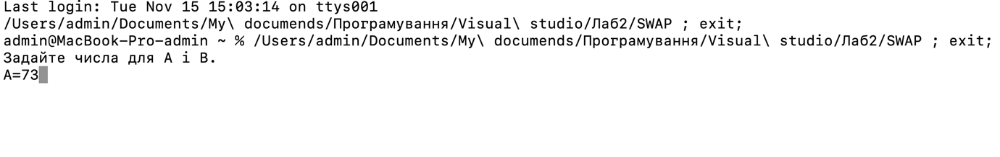 Last login: Tue Nov 15 15:03:14 on ttys001
/Users/admin/Documents/My\ documends/Програмування/Visual\ studio/Лаб2/SWAP ; exit;
admin@MacBook-Pro-admin ~ % /Users/admin/Documents/My\ documends/Програмування/Visual\ studio/Лаб2/SWAP ; exit;
Задайте числа для A i B.
A=73